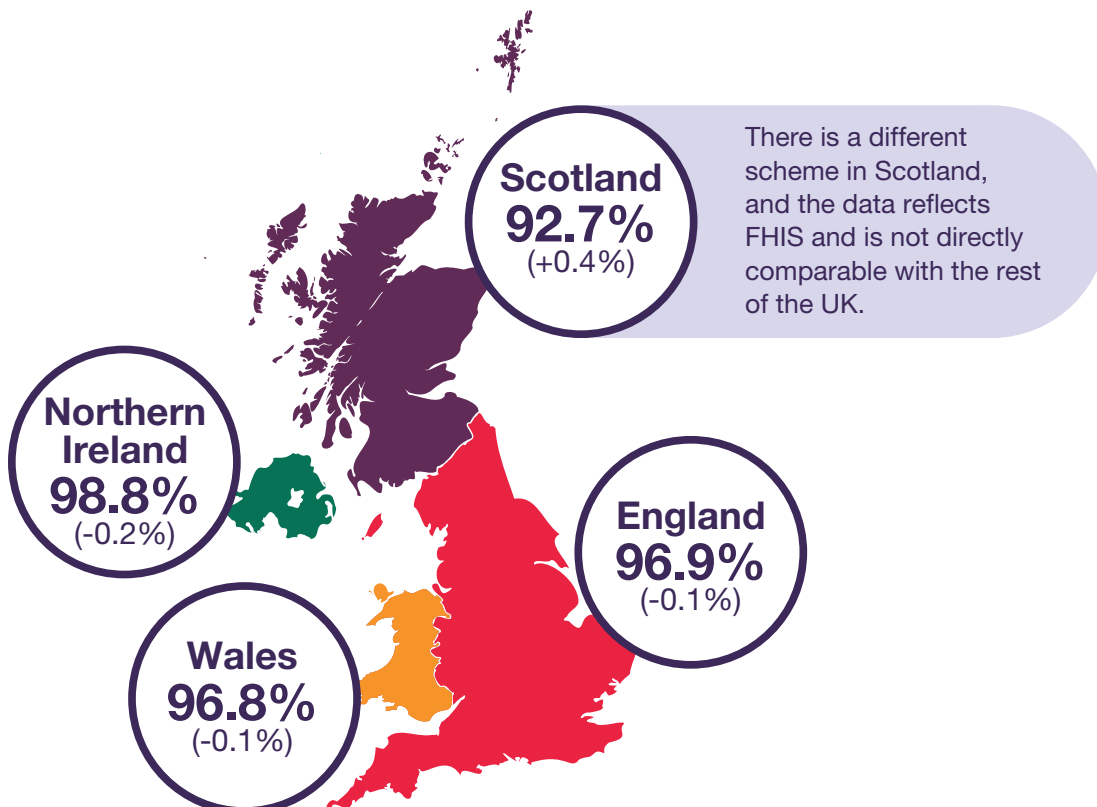 Scotland
92.7%
(+0.4%)
There is a different
scheme in Scotland,
and the data reflects
FHIS and is not directly
comparable with the rest
of the UK.
Northern
Ireland
98.8%
(-0.2%)
England
96.9%
(-0.1%)
Wales
96.8%
(-0.1%)